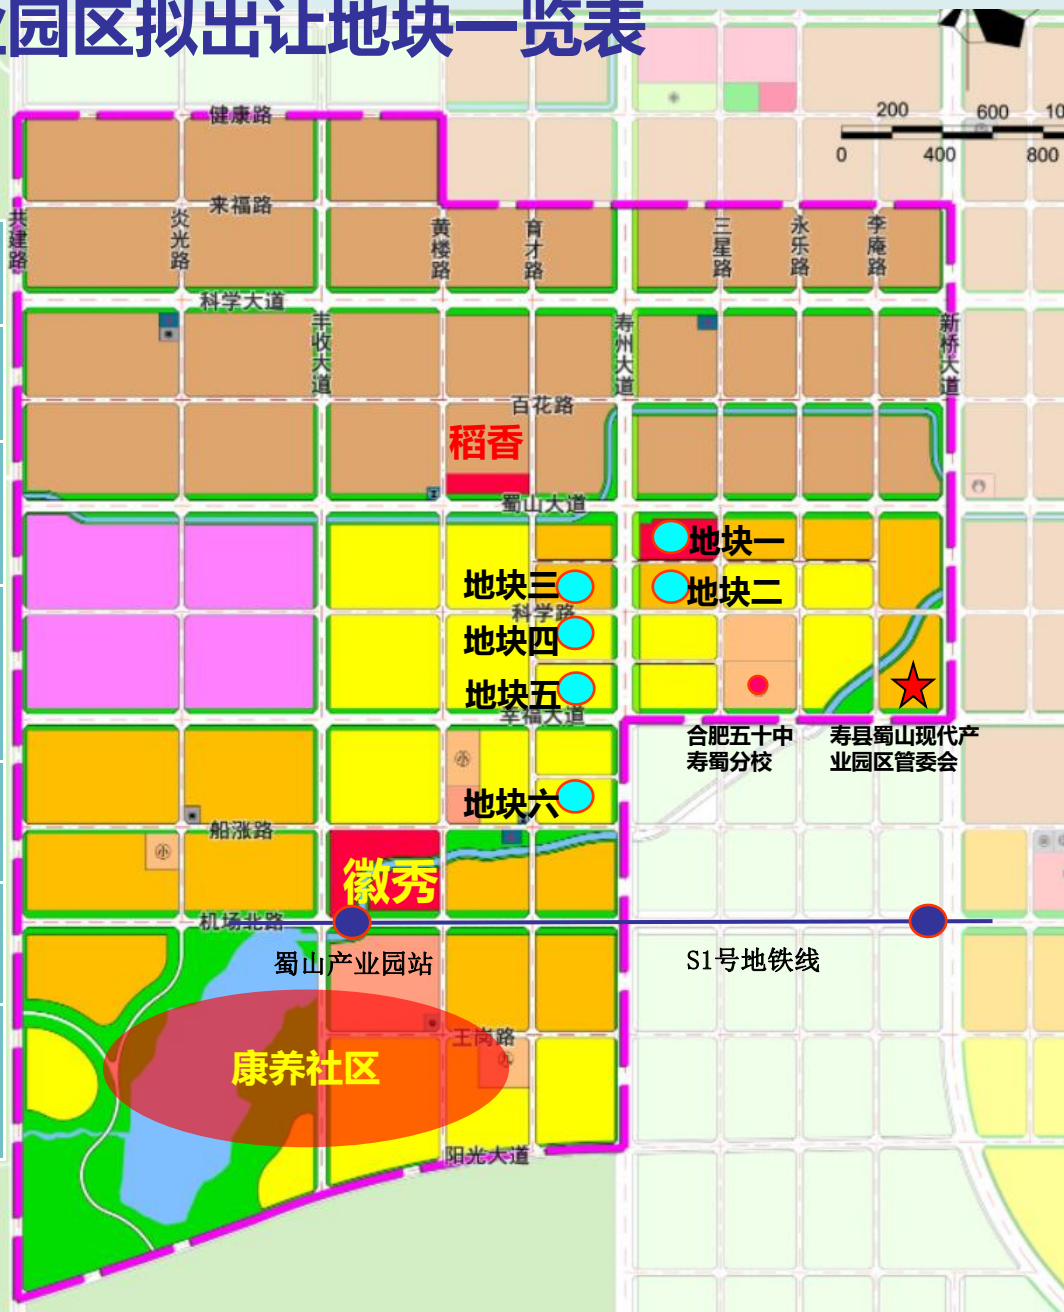 业园区拟出让地块一览表
200
600
0
400
800
健康路
来福路
共建路
炎光路
黄楼路
育才路
三星路
永乐路
李庵路
科学大道
丰收大道
寿州大道
新桥大道
百花路
稻香
蜀山大道
地块一
地块三
地块二
科学路
地块四
地块五
幸福大道
合肥五十中
寿蜀分校
寿县蜀山现代产
业园区管委会
小
地块六
船涨路
小
徽秀
机场北路
蜀山产业园站
S1号地铁线
王岗路
小
康养社区
阳光大道